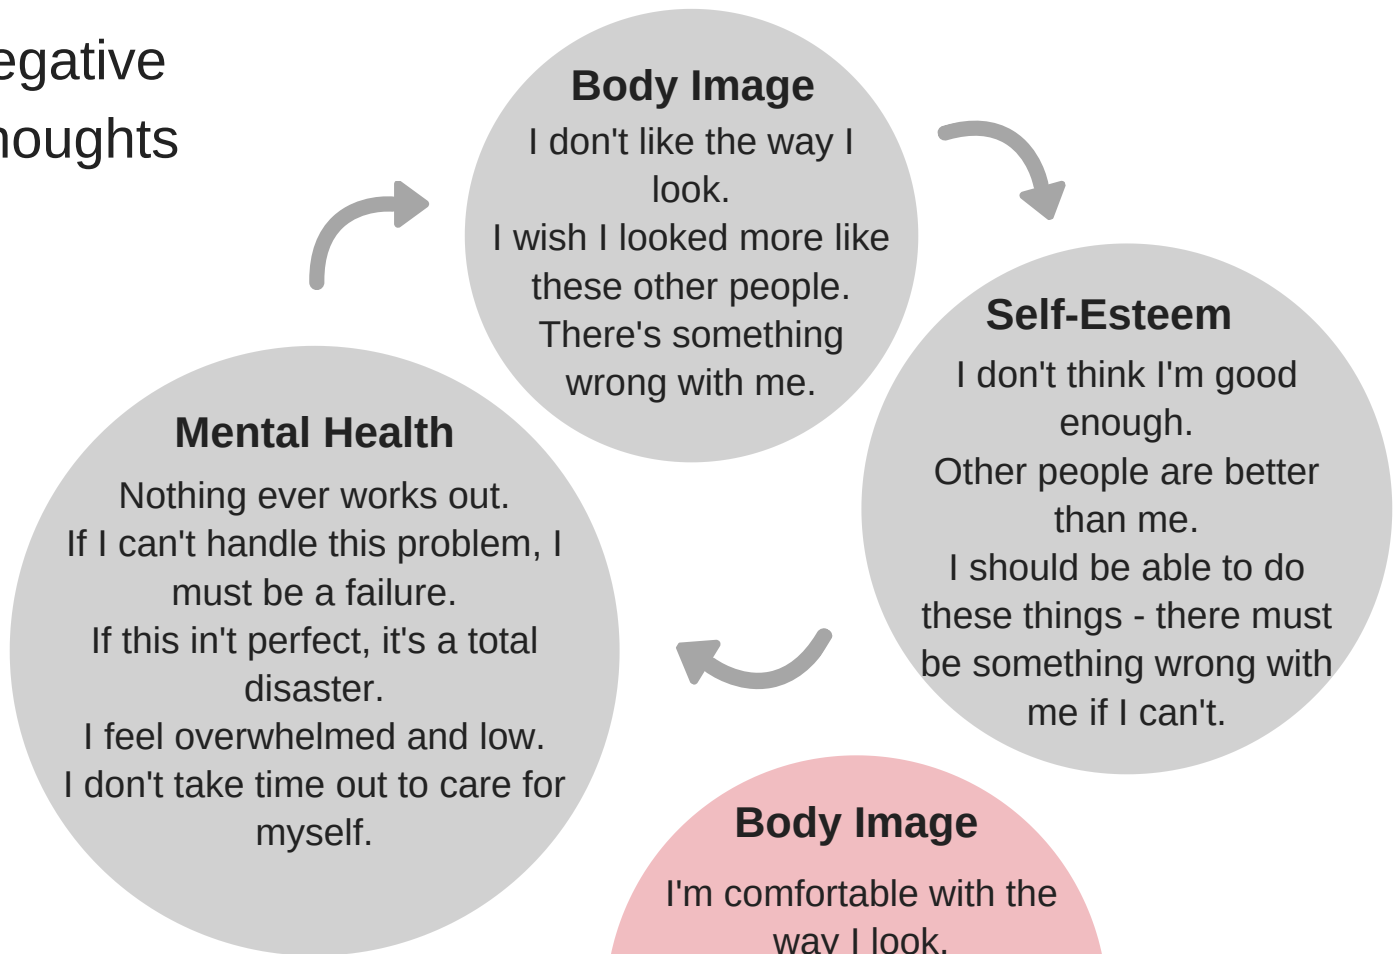 egative
houghts
Body Image
I don't like the way I
look.
I wish I looked more like
these other people.
There's something
wrong with me.
Self-Esteem
I don't think I'm good
enough.
Other people are better
than me.
I should be able to do
these things - there must
be something wrong with
me if I can't.
Mental Health
Nothing ever works out.
If I can't handle this problem, I
must be a failure.
If this in't perfect, it's a total
disaster.
I feel overwhelmed and low.
I don't take time out to care for
myself.
Body Image
I'm comfortable with the
way I look.